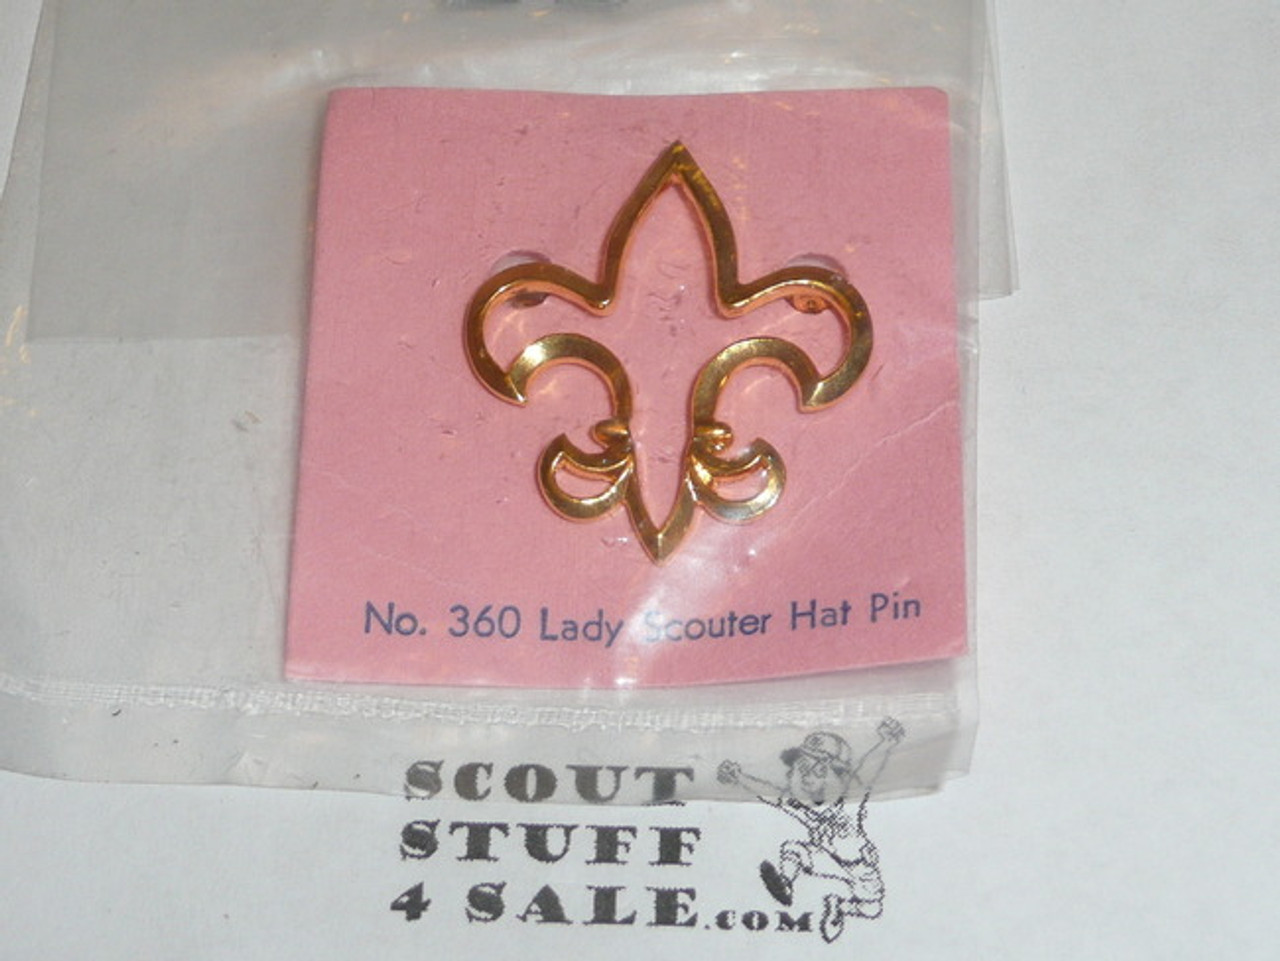 No. 360 Lady Scouter Hat Pin
SCOUT
STUFF
4 SALE.COM